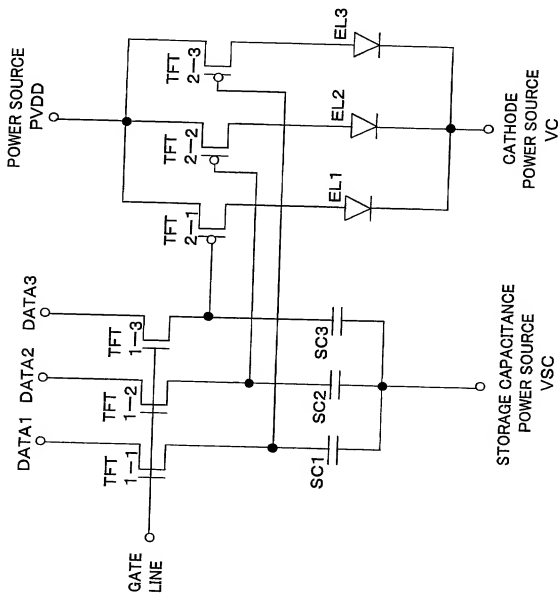 POWER SOURCE
PVDD
DATA1
DATA2
DATA3
TFT
1-1
TFT
1-2
TFT
1-3
TFT
2-1
TFT
2-2
TFT
2-3
GATE
LINE
SC1
SC2
SC3
EL1
EL2
EL3
STORAGE CAPACITANCE
POWER SOURCE
VSC
CATHODE
POWER SOURCE
VC